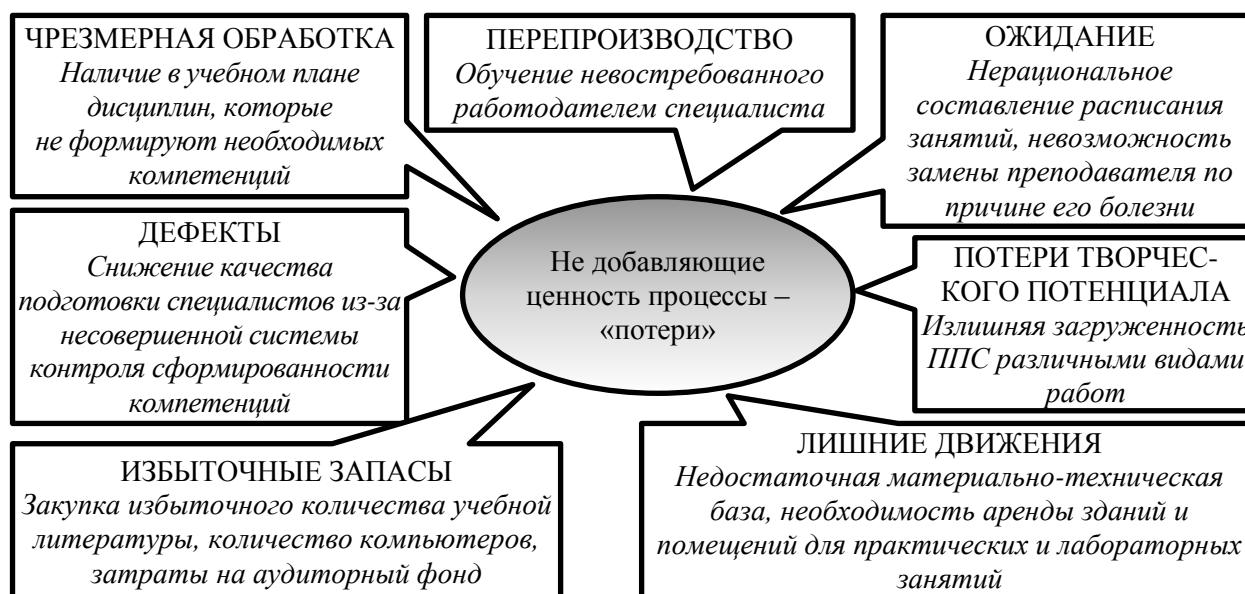 ЧРЕЗМЕРНАЯ ОБРАБОТКА
Наличие в учебном плане
дисциплин, которые
не формируют необходимых
компетенций
ПЕРЕПРОИЗВОДСТВО
Обучение невостребованного
работодателем специалиста
ОЖИДАНИЕ
Нерациональное
составление расписания
занятий, невозможность
замены преподавателя по
причине его болезни
ДЕФЕКТЫ
Снижение качества
подготовки специалистов из-за
несовершенной системы
контроля сформированности
компетенций
Не добавляющие
ценность процессы –
«потери»
ПОТЕРИ ТВОРЧЕС-
КОГО ПОТЕНЦИАЛА
Излишняя загруженность
ППС различными видами
работ
ИЗБЫТОЧНЫЕ ЗАПАСЫ
Закупка избыточного количества учебной
литературы, количество компьютеров,
затраты на аудиторный фонд
ЛИШНИЕ ДВИЖЕНИЯ
Недостаточная материально-техническая
база, необходимость аренды зданий и
помещений для практических и лабораторных
занятий